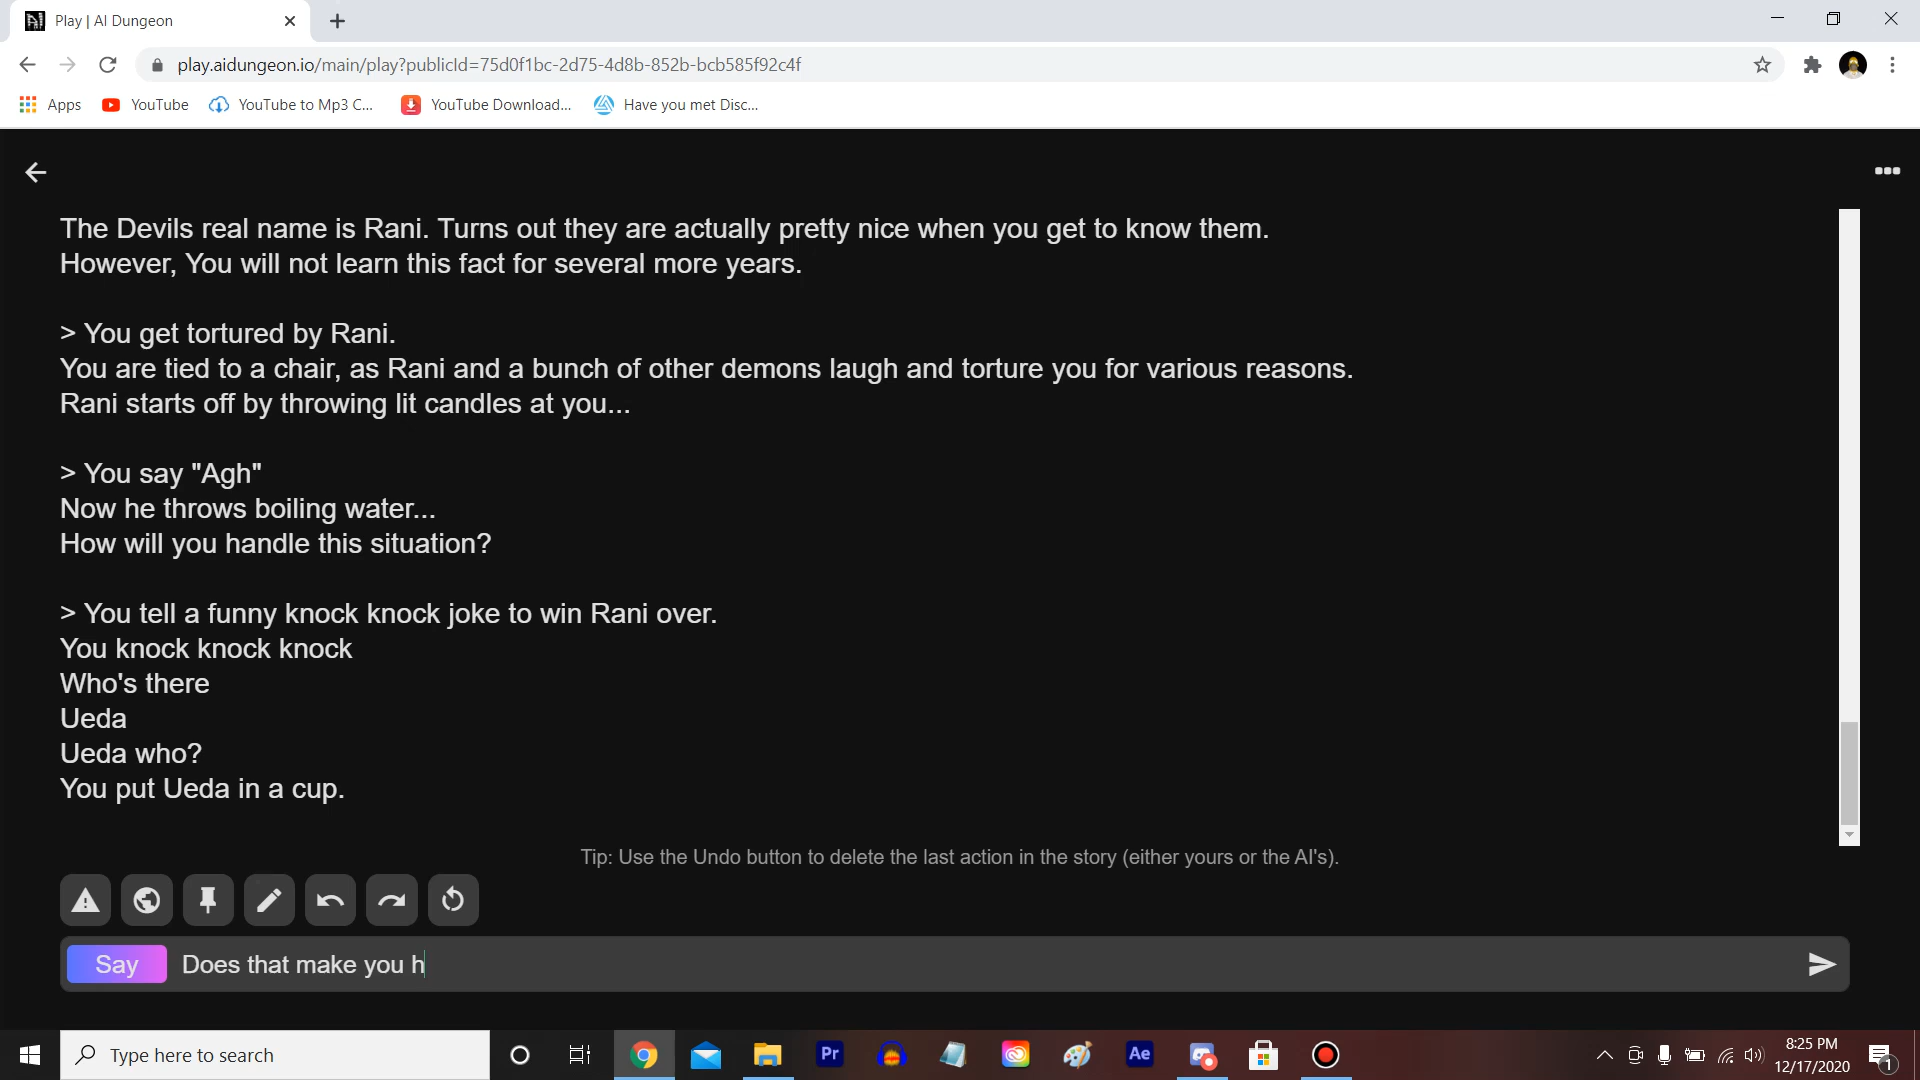 Play | AI Dungeon
play.aidungeon.io/main/play?publicId=75d0f1bc-2d75-4d8b-852b-bcb585f92c4f
Apps YouTube YouTube to Mp3 C... YouTube Download... Have you met Disc...
The Devils real name is Rani. Turns out they are actually pretty nice when you get to know them.
However, You will not learn this fact for several more years.
> You get tortured by Rani.
You are tied to a chair, as Rani and a bunch of other demons laugh and torture you for various reasons.
Rani starts off by throwing lit candles at you...
> You say "Agh"
Now he throws boiling water...
How will you handle this situation?
> You tell a funny knock knock joke to win Rani over.
You knock knock knock
Who's there
Ueda
Ueda who?
You put Ueda in a cup.
Tip: Use the Undo button to delete the last action in the story (either yours or the AI's).
Say Does that make you h
Type here to search
Pr
Ae
8:25 PM
12/17/2020
1